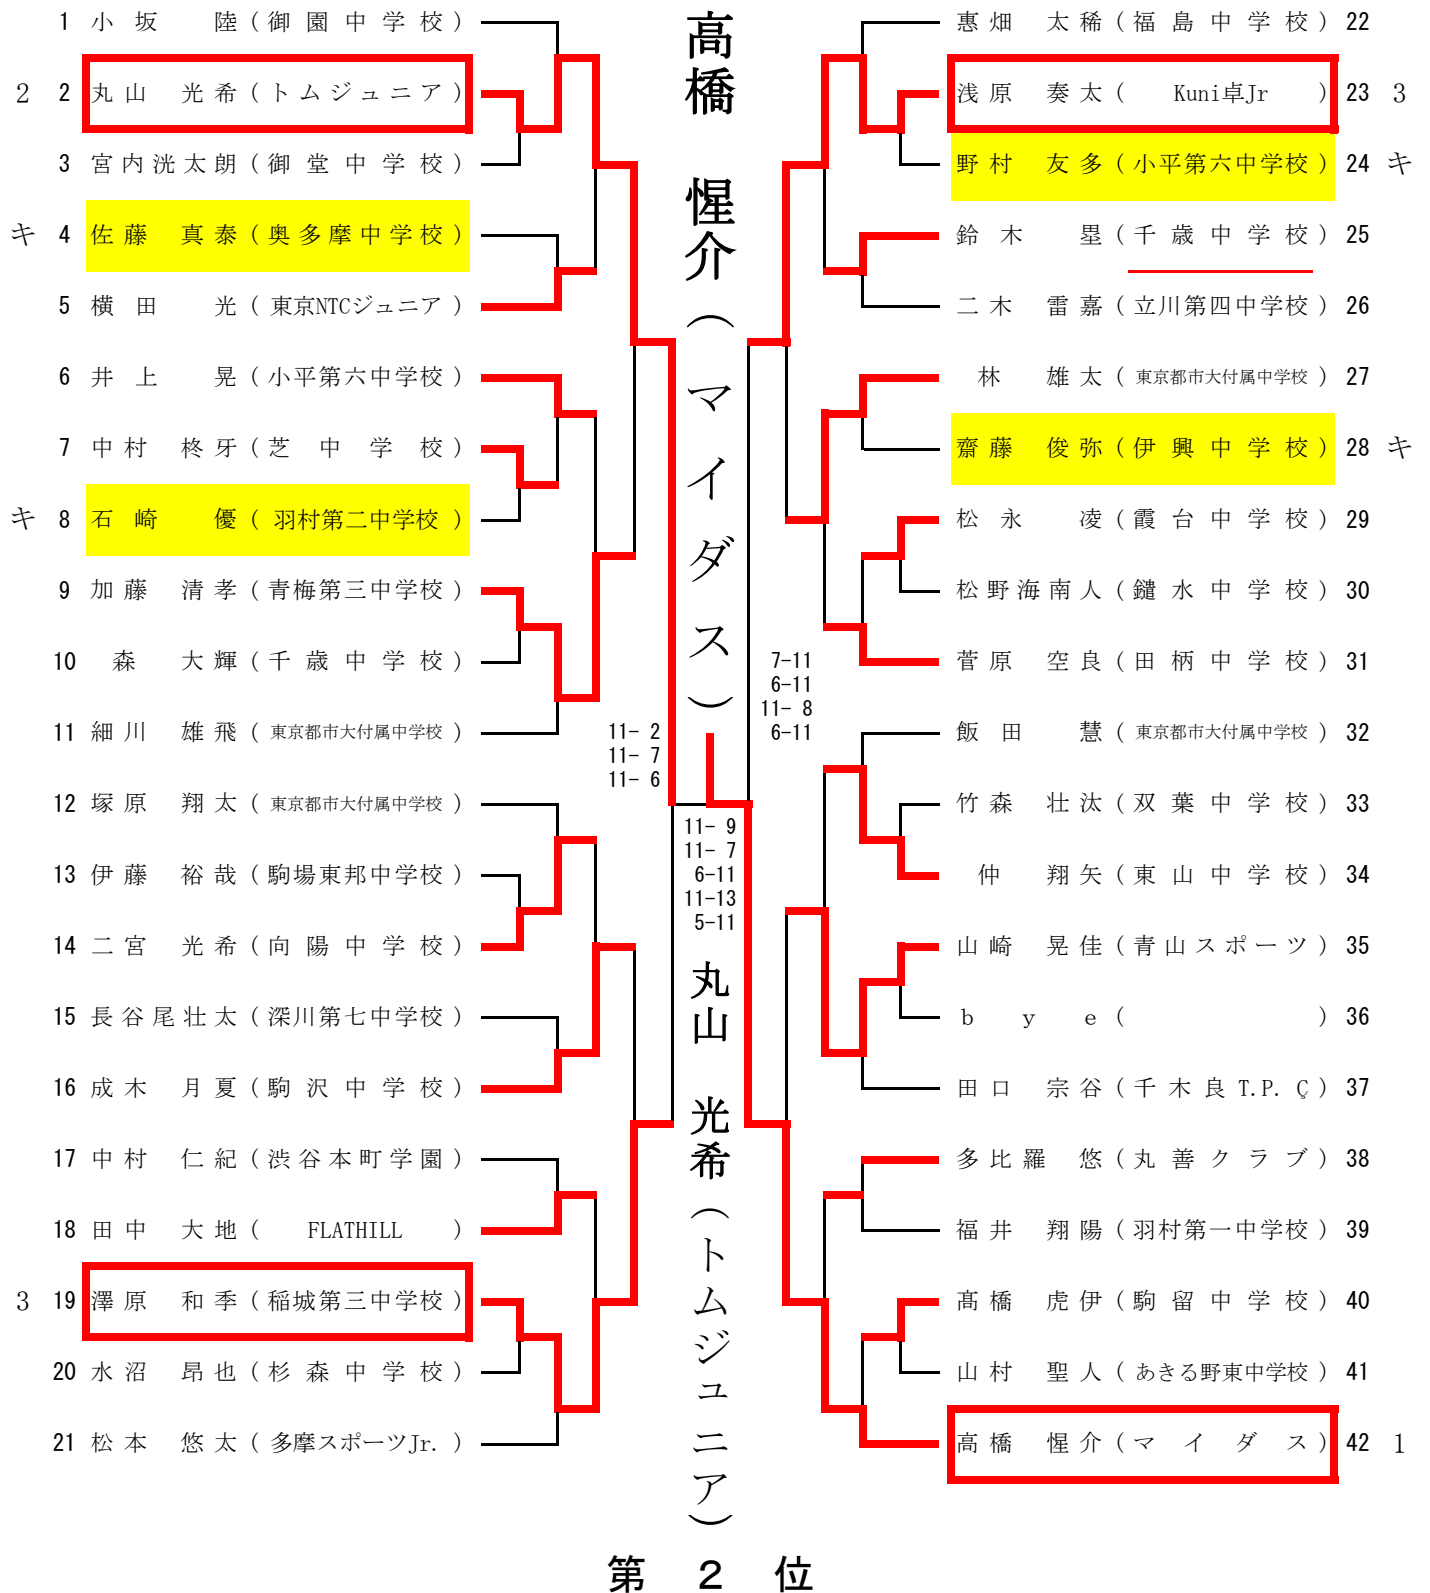 1 小坂 陸 (御園中学校)
2 2 丸山 光希 (トムジュニア)
3 宮内洸太朗 (御堂中学校)
キ 4 佐藤 真泰 (奥多摩中学校)
5 横田 光 (東京NTCジュニア)
6 井上 晃 (小平第六中学校)
7 中村 柊牙 (芝中学校)
キ 8 石崎 優 (羽村第二中学校)
9 加藤 清孝 (青梅第三中学校)
10 森 大輝 (千歳中学校)
11 細川 雄飛 (東京都市大付属中学校)
12 塚原 翔太 (東京都市大付属中学校)
13 伊藤 裕哉 (駒場東邦中学校)
14 二宮 光希 (向陽中学校)
15 長谷尾壮太 (深川第七中学校)
16 成木 月夏 (駒沢中学校)
17 中村 仁紀 (渋谷本町学園)
18 田中 大地 (FLATHILL)
3 19 澤原 和季 (稲城第三中学校)
20 水沼 昂也 (杉森中学校)
21 松本 悠太 (多摩スポーツJr.)
高橋 惺介 (マイダス)
11- 2
11- 7
11- 6
7-11
6-11
11- 8
6-11
11- 9
11- 7
6-11
11-13
5-11
丸山 光希 (トムジュニア)
第 2 位
惠畑 太稀 (福島中学校) 22
浅原 奏太 (Kuni卓Jr) 23 3
野村 友多 (小平第六中学校) 24 キ
鈴木 塁 (千歳中学校) 25
二木 雷嘉 (立川第四中学校) 26
林 雄太 (東京都市大付属中学校) 27
齋藤 俊弥 (伊興中学校) 28 キ
松永 凌 (霞台中学校) 29
松野海南人 (鑓水中学校) 30
菅原 空良 (田柄中学校) 31
飯田 慧 (東京都市大付属中学校) 32
竹森 壮汰 (双葉中学校) 33
仲 翔矢 (東山中学校) 34
山崎 晃佳 (青山スポーツ) 35
bye ( ) 36
田口 宗谷 (千木良T.P.Ç) 37
多比羅 悠 (丸善クラブ) 38
福井 翔陽 (羽村第一中学校) 39
髙橋 虎伊 (駒留中学校) 40
山村 聖人 (あきる野東中学校) 41
高橋 惺介 (マイダス) 42 1